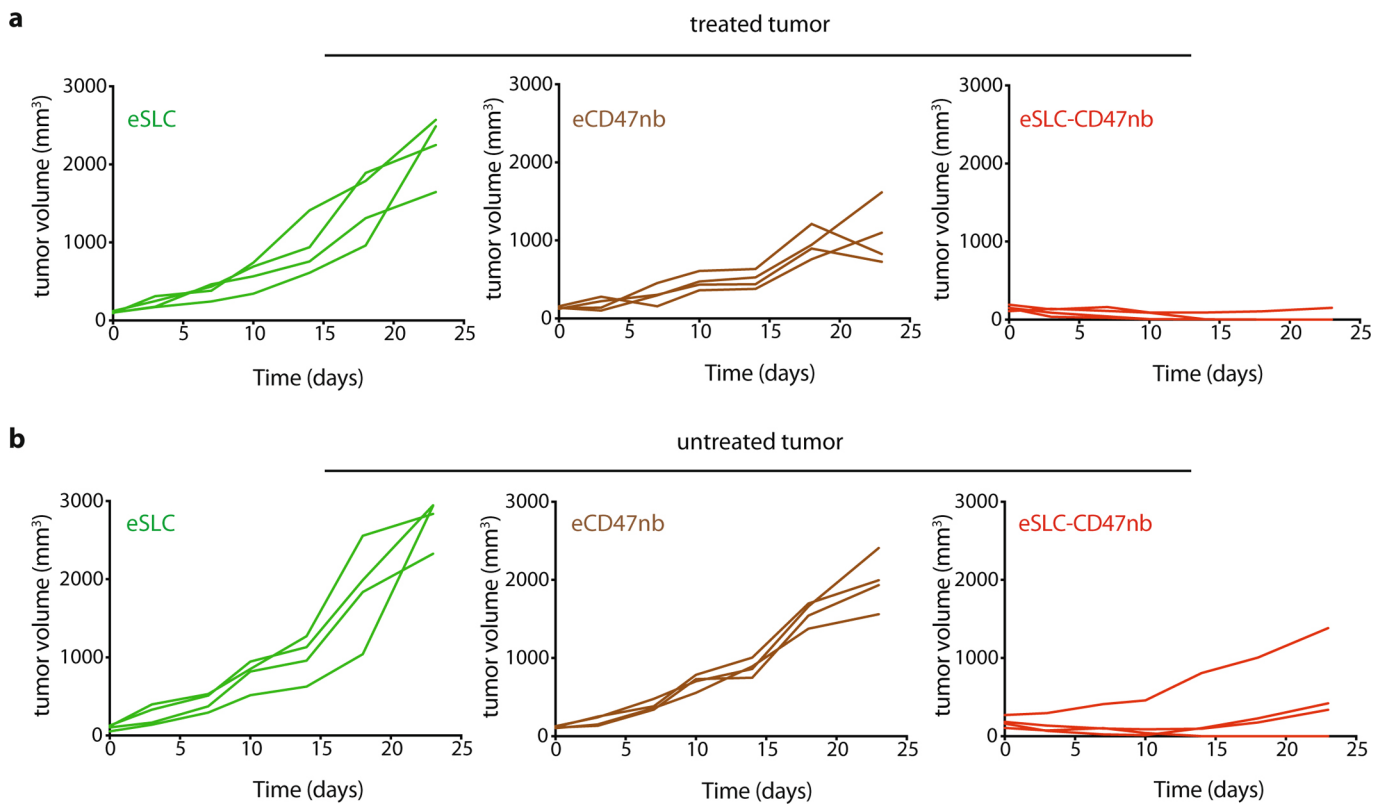 a
treated tumor
eSLC
tumor volume (mm³)
3000
2000
1000
0
0 5 10 15 20 25
Time (days)
eCD47nb
tumor volume (mm³)
3000
2000
1000
0
0 5 10 15 20 25
Time (days)
eSLC-CD47nb
tumor volume (mm³)
3000
2000
1000
0
0 5 10 15 20 25
Time (days)
b
untreated tumor
eSLC
tumor volume (mm³)
3000
2000
1000
0
0 5 10 15 20 25
Time (days)
eCD47nb
tumor volume (mm³)
3000
2000
1000
0
0 5 10 15 20 25
Time (days)
eSLC-CD47nb
tumor volume (mm³)
3000
2000
1000
0
0 5 10 15 20 25
Time (days)